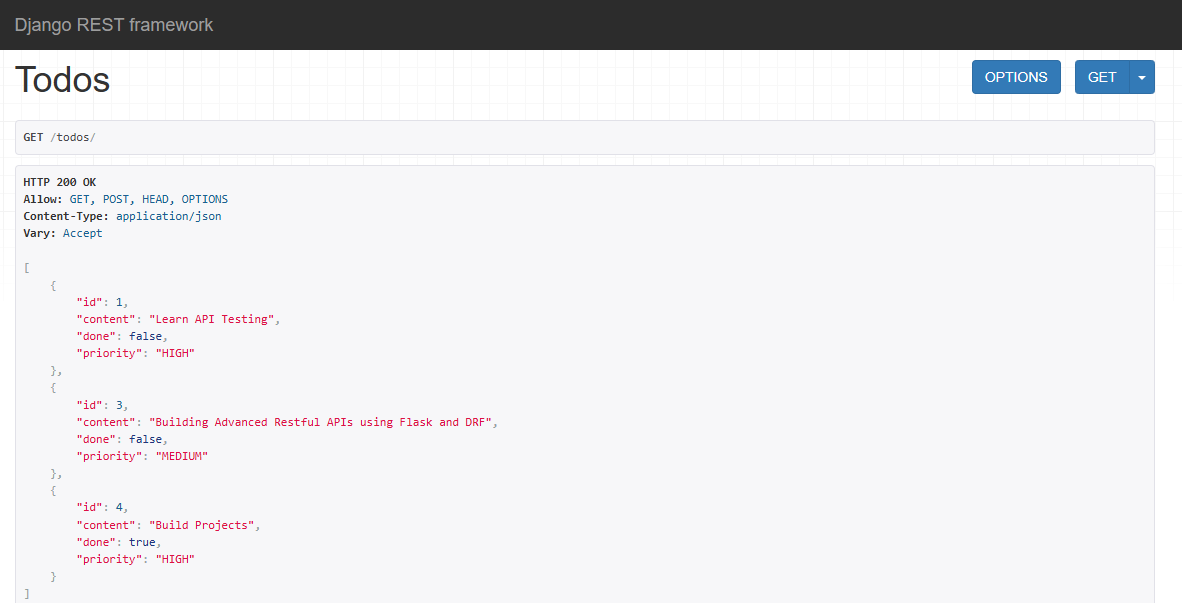 Django REST framework
Todos
OPTIONS
GET
GET /todos/
HTTP 200 OK
Allow: GET, POST, HEAD, OPTIONS
Content-Type: application/json
Vary: Accept
[
    {
        "id": 1,
        "content": "Learn API Testing",
        "done": false,
        "priority": "HIGH"
    },
    {
        "id": 3,
        "content": "Building Advanced Restful APIs using Flask and DRF",
        "done": false,
        "priority": "MEDIUM"
    },
    {
        "id": 4,
        "content": "Build Projects",
        "done": true,
        "priority": "HIGH"
    }
]